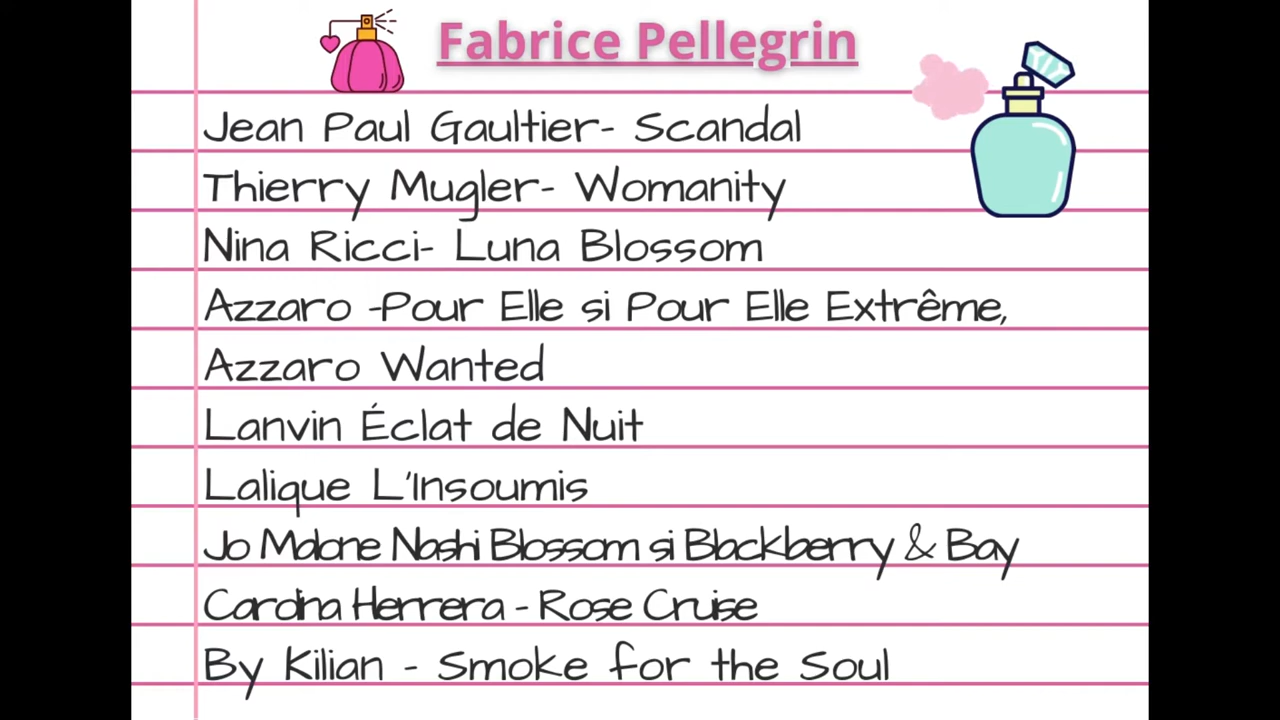 Fabrice Pellegrin
Jean Paul Gaultier- Scandal
Thierry Mugler- Womanity
Nina Ricci- Luna Blossom
Azzaro -Pour Elle si Pour Elle Extrême,
Azzaro Wanted
Lanvin Éclat de Nuit
Lalique L'Insoumis
Jo Malone Nashi Blossom si Blackberry & Bay
Carolina Herrera - Rose Cruise
By Kilian - Smoke for the Soul